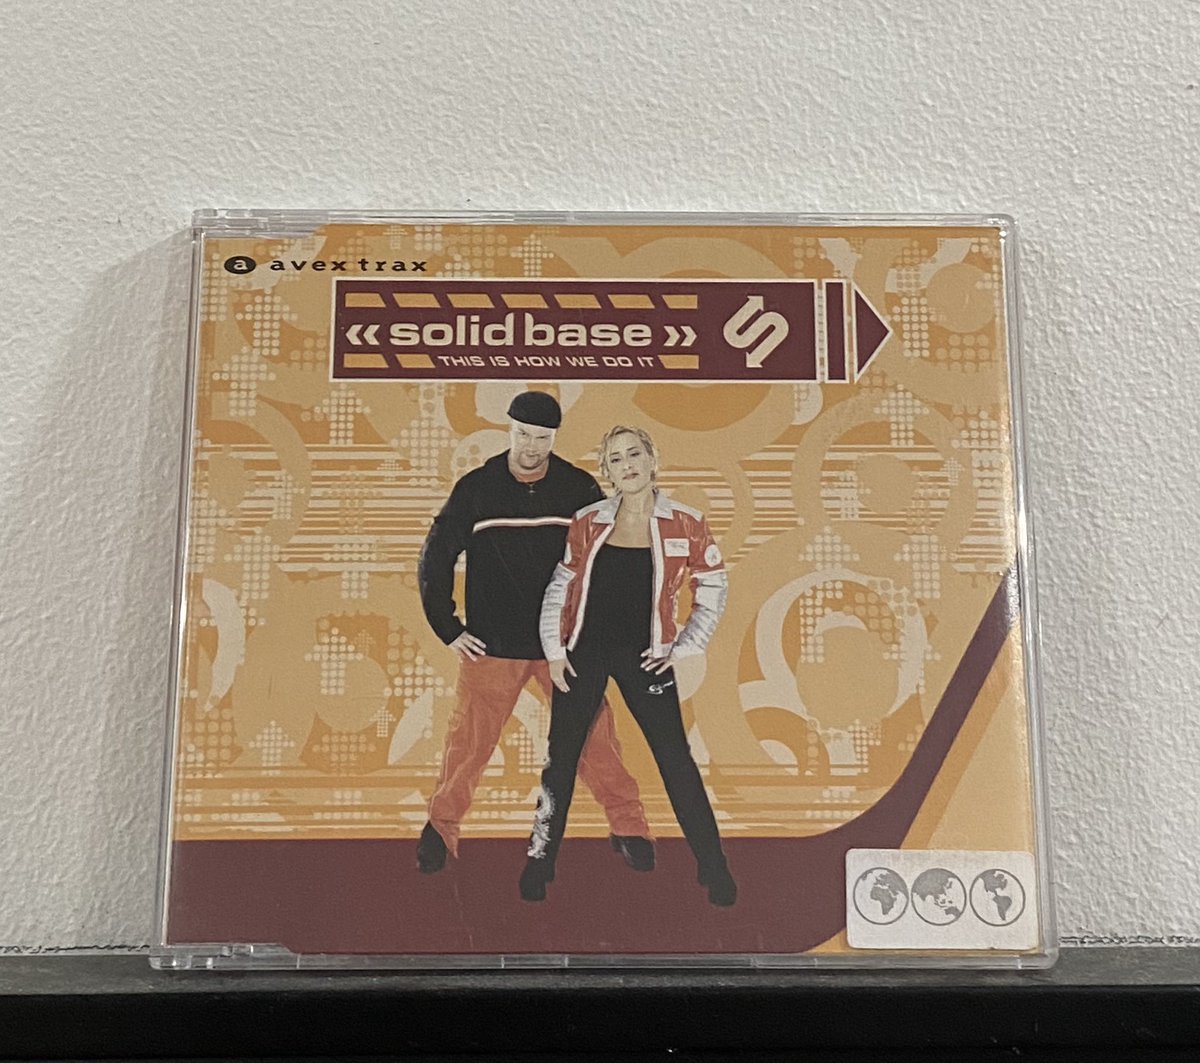 a avex trax
« solid base »
THIS IS HOW WE DO IT